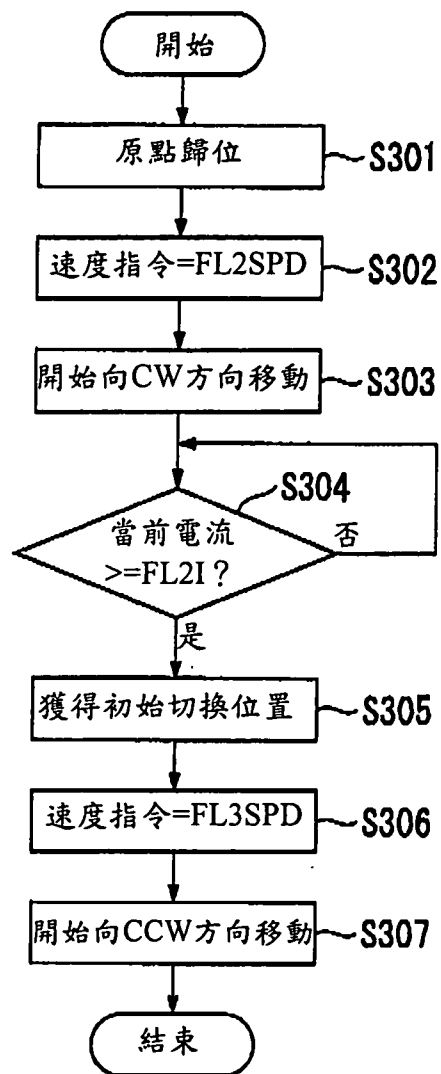 開始
原點歸位
S301
速度指令=FL2SPD
S302
開始向CW方向移動
S303
S304
當前電流
>=FL2I？
否
是
獲得初始切換位置
S305
速度指令=FL3SPD
S306
開始向CCW方向移動
S307
結束